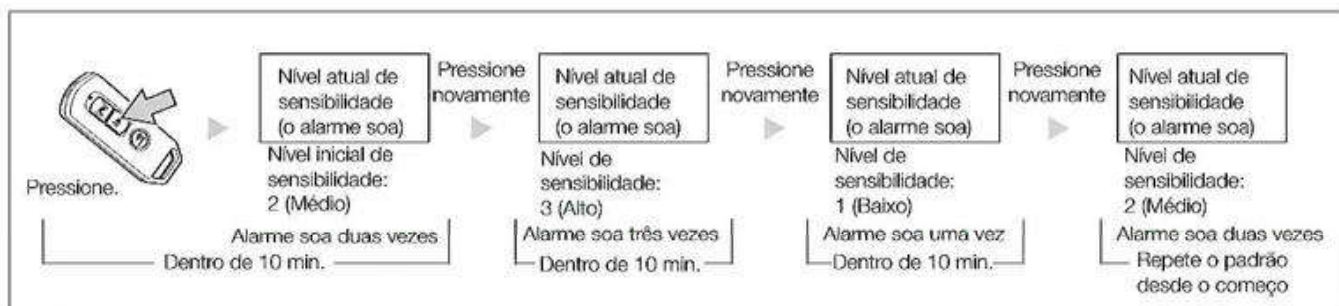 Pressione.
Nível atual de
sensibilidade
(o alarme soa)
Nível inicial de
sensibilidade:
2 (Médio)
Alarme soa duas vezes
Dentro de 10 min.
Pressione
novamente
Nível atual de
sensibilidade
(o alarme soa)
Nível de
sensibilidade:
3 (Alto)
Alarme soa três vezes
Dentro de 10 min.
Pressione
novamente
Nível atual de
sensibilidade
(o alarme soa)
Nível de
sensibilidade:
1 (Baixo)
Alarme soa uma vez
Dentro de 10 min.
Pressione
novamente
Nível atual de
sensibilidade
(o alarme soa)
Nível de
sensibilidade:
2 (Médio)
Alarme soa duas vezes
Repete o padrão
desde o começo